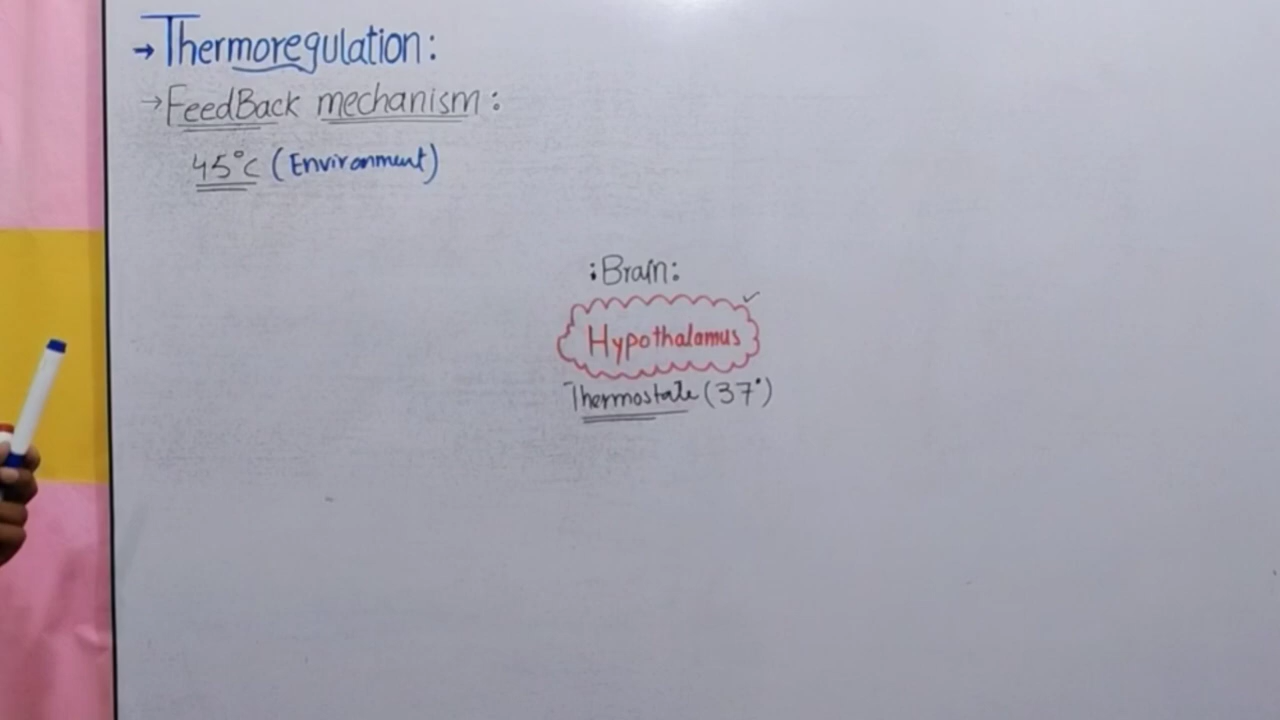 → Thermoregulation:
→ FeedBack mechanism:
45°C (Environment)
:Brain:
Hypothalamus
Thermostate (37°)